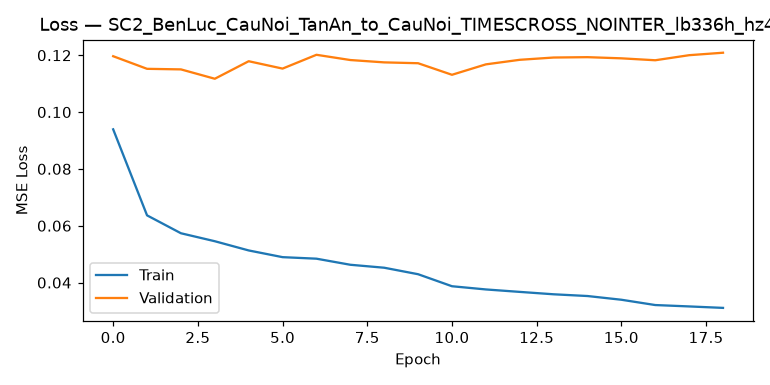 Loss — SC2_BenLuc_CauNoi_TanAn_to_CauNoi_TIMESCROSS_NOINTER_lb336h_hz4
0.12
0.10
0.08
0.06
0.04
MSE Loss
Train
Validation
0.0 2.5 5.0 7.5 10.0 12.5 15.0 17.5
Epoch